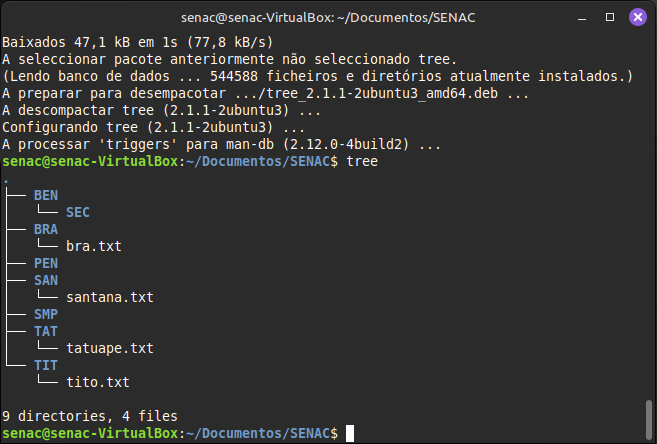 senac@senac-VirtualBox: ~/Documentos/SENAC
Baixados 47,1 kB em 1s (77,8 kB/s)
A seleccionar pacote anteriormente não seleccionado tree.
(Lendo banco de dados ... 544588 ficheiros e diretórios atualmente instalados.)
A preparar para desempacotar .../tree_2.1.1-2ubuntu3_amd64.deb ...
A descompactar tree (2.1.1-2ubuntu3) ...
Configurando tree (2.1.1-2ubuntu3) ...
A processar 'triggers' para man-db (2.12.0-4build2) ...
senac@senac-VirtualBox:~/Documentos/SENAC$ tree
.
├── BEN
│   └── SEC
├── BRA
│   └── bra.txt
├── PEN
├── SAN
│   └── santana.txt
├── SMP
├── TAT
│   └── tatuape.txt
└── TIT
    └── tito.txt

9 directories, 4 files
senac@senac-VirtualBox:~/Documentos/SENAC$